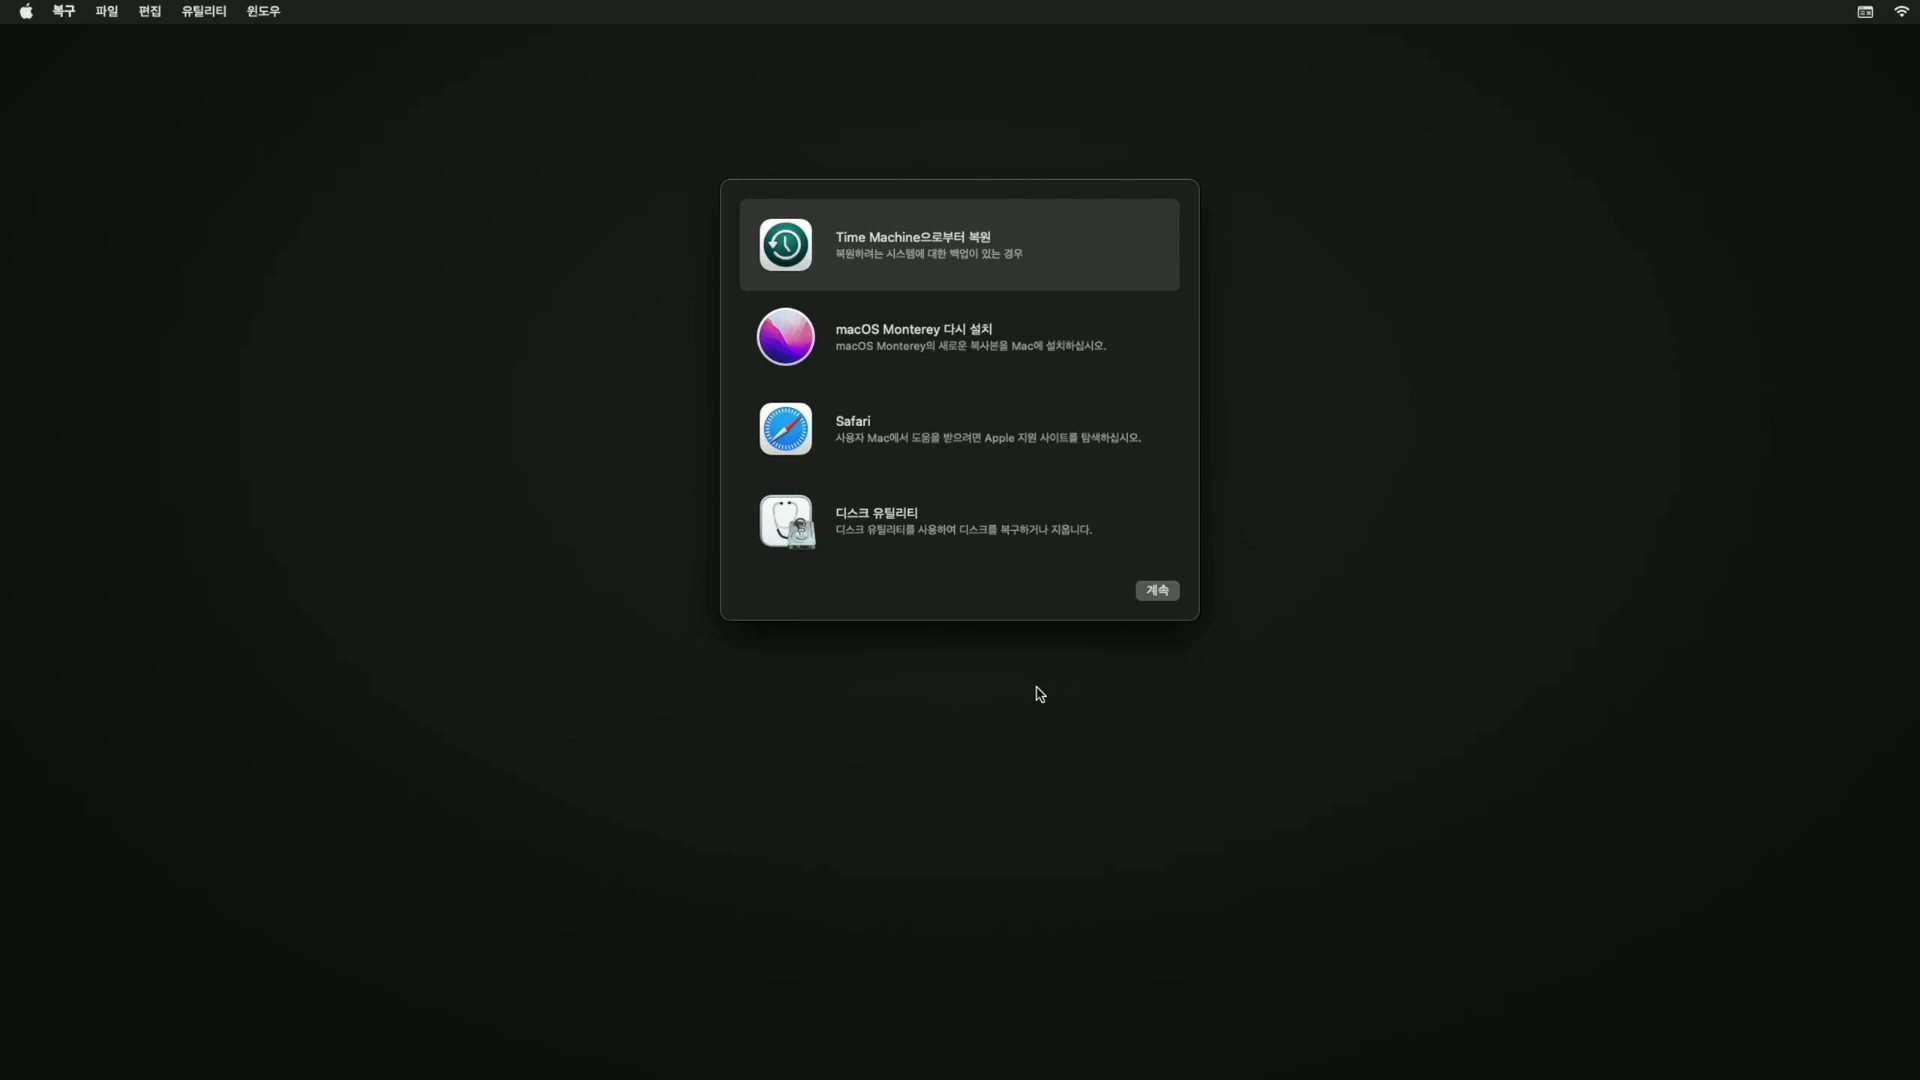 복구 파일 편집 유틸리티 윈도우
Time Machine으로부터 복원
복원하려는 시스템에 대한 백업이 있는 경우
macOS Monterey 다시 설치
macOS Monterey의 새로운 복사본을 Mac에 설치하십시오.
Safari
사용자 Mac에서 도움을 받으려면 Apple 지원 사이트를 탐색하십시오.
디스크 유틸리티
디스크 유틸리티를 사용하여 디스크를 복구하거나 지웁니다.
계속